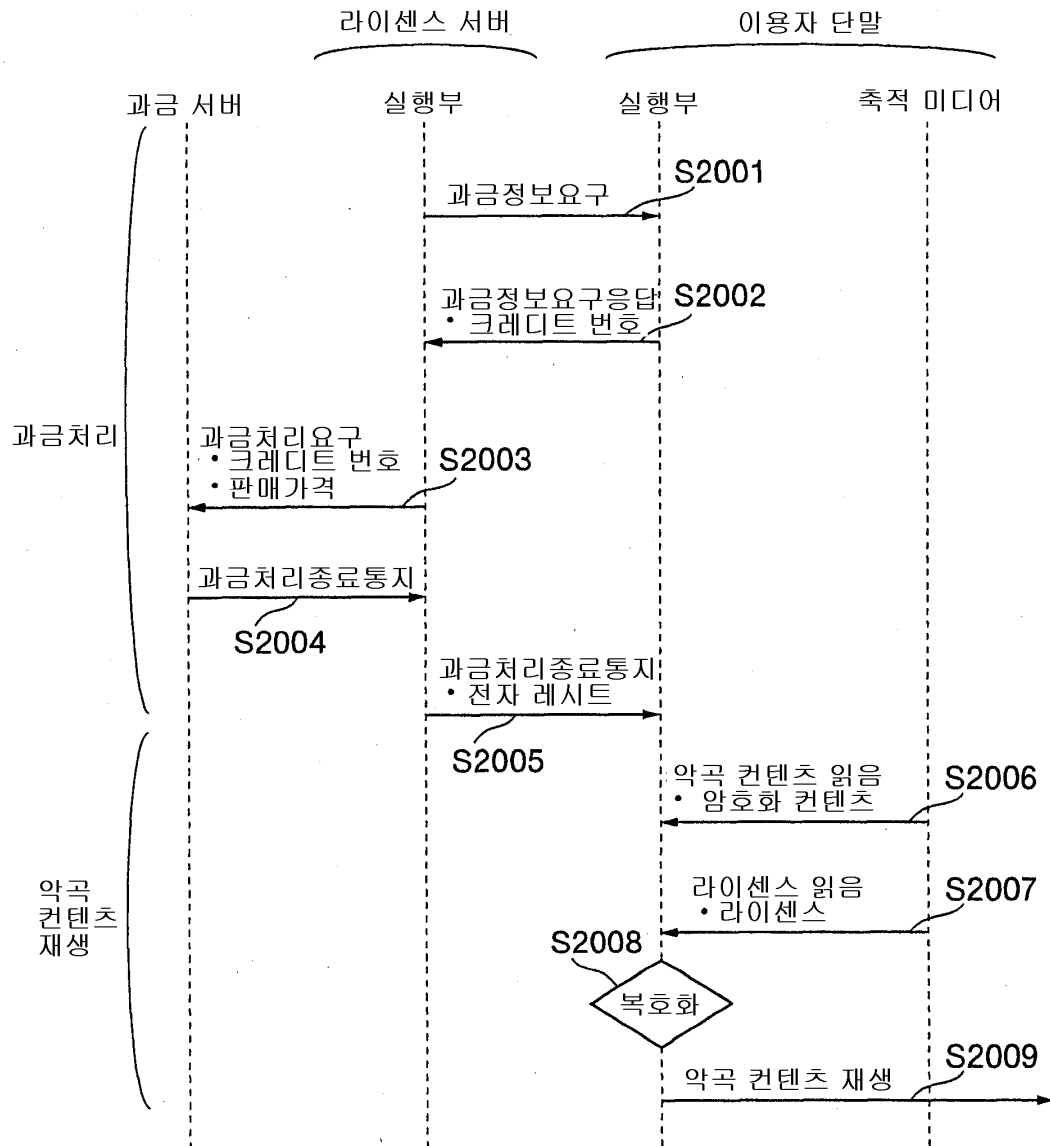 라이센스 서버
이용자 단말
과금 서버
실행부
실행부
축적 미디어
과금처리
과금정보요구
S2001
과금정보요구응답
• 크레디트 번호
S2002
과금처리요구
• 크레디트 번호
• 판매가격
S2003
과금처리종료통지
S2004
과금처리종료통지
• 전자 레시트
S2005
악곡
컨텐츠
재생
악곡 컨텐츠 읽음
• 암호화 컨텐츠
S2006
라이센스 읽음
• 라이센스
S2007
S2008
복호화
악곡 컨텐츠 재생
S2009